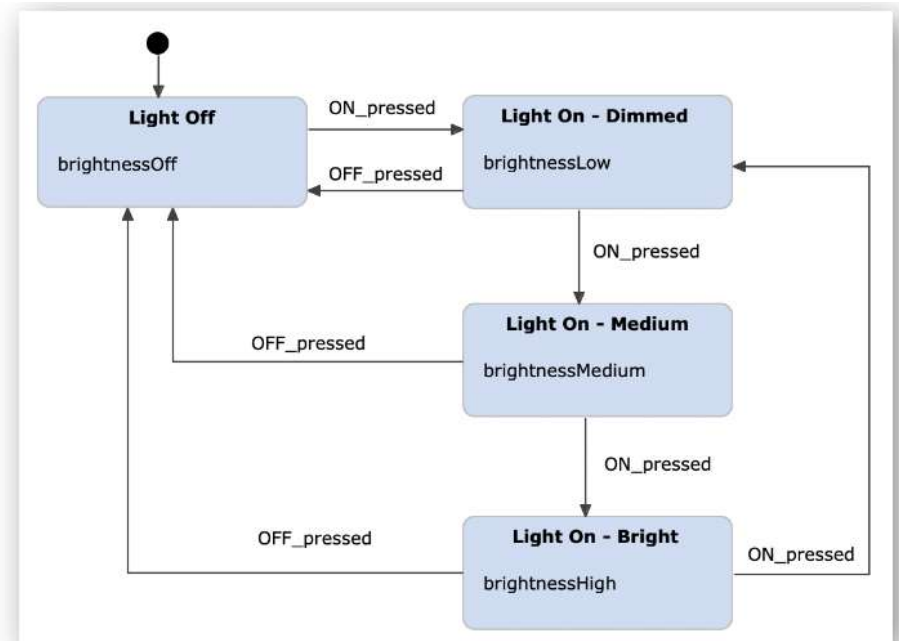 Light Off
brightnessOff
ON_pressed
OFF_pressed
Light On - Dimmed
brightnessLow
ON_pressed
Light On - Medium
brightnessMedium
OFF_pressed
ON_pressed
Light On - Bright
brightnessHigh
OFF_pressed
ON_pressed